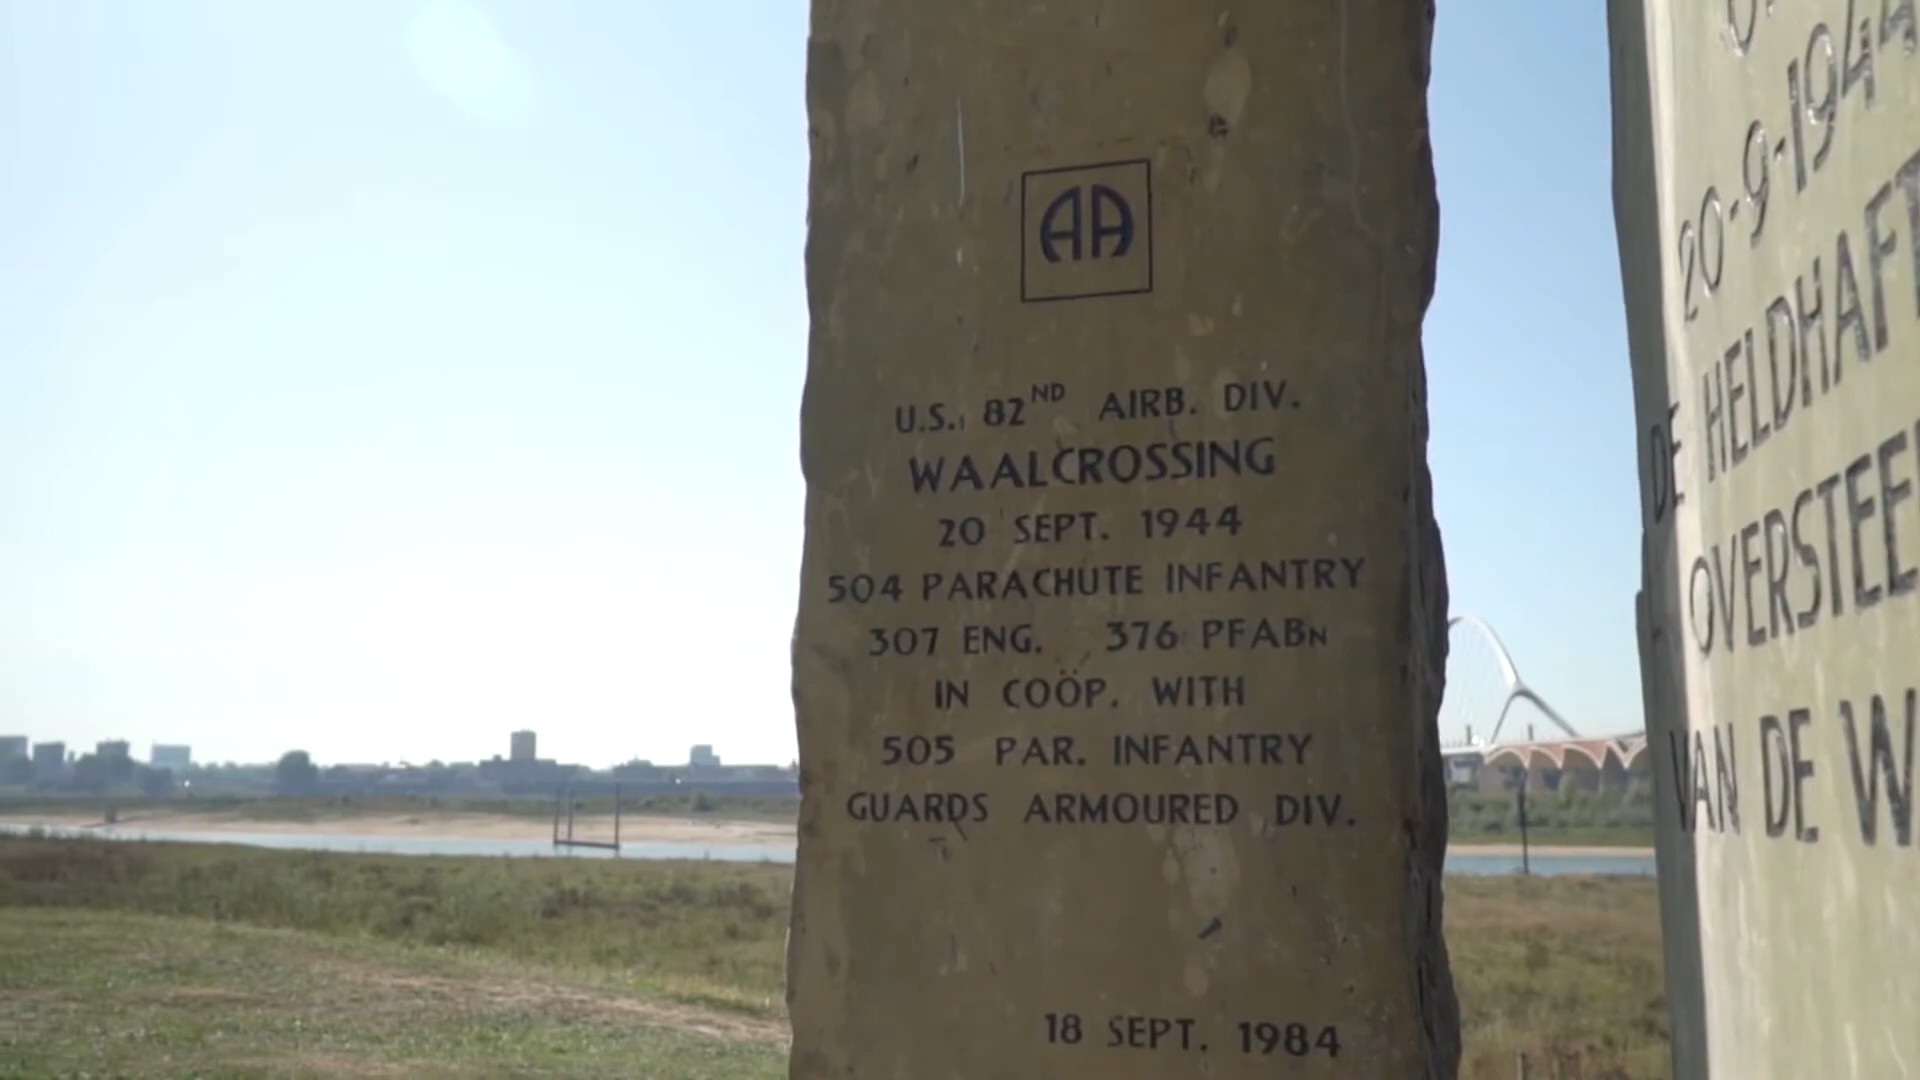 AA
U.S. 82ND AIRB. DIV.
WAALCROSSING
20 SEPT. 1944
504 PARACHUTE INFANTRY
307 ENG. 376 PFABN
IN COÖP. WITH
505 PAR. INFANTRY
GUARDS ARMOURED DIV.
18 SEPT. 1984
20-9-1944
DE HELDHAFT
OVERSTEE
VAN DE W